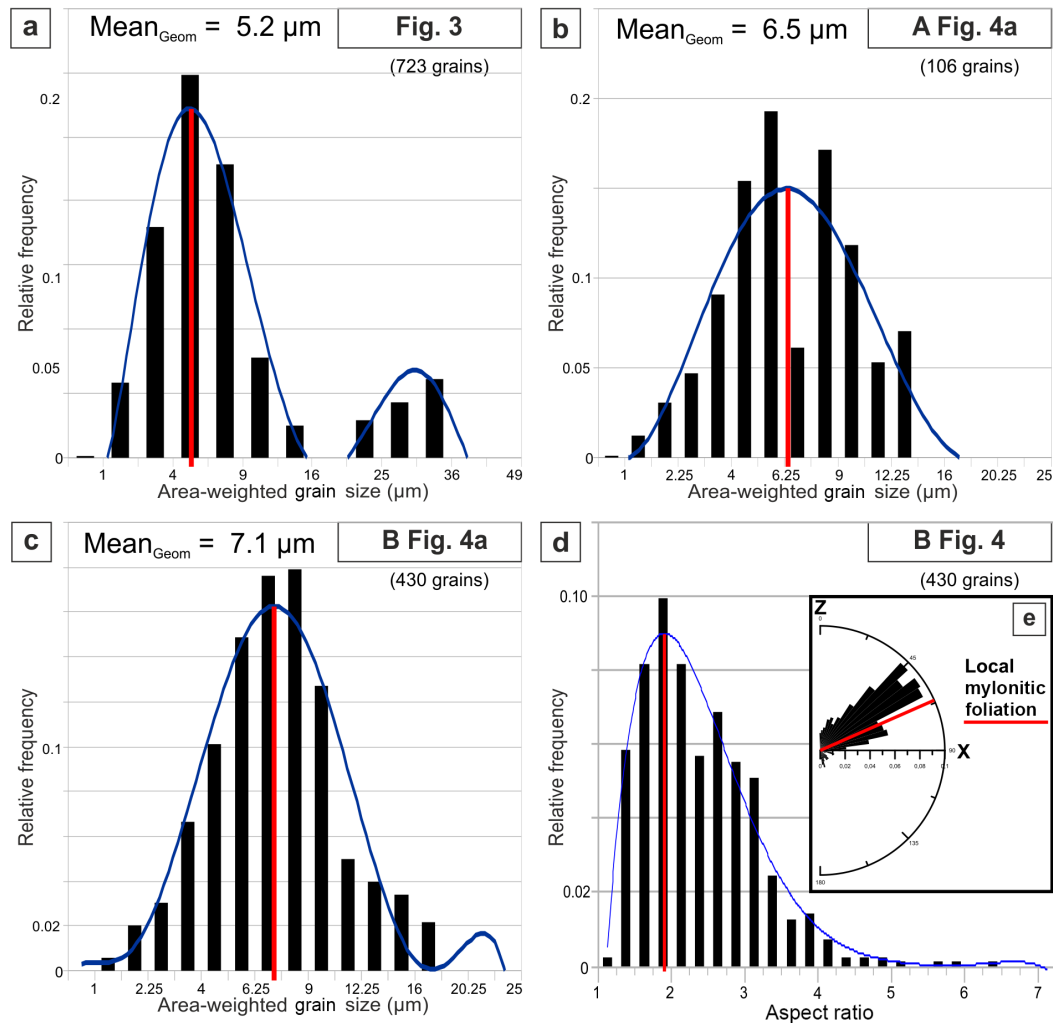 a
Mean_Geom = 5.2 µm
Fig. 3
(723 grains)
0.2
0.1
0.05
0
Relative frequency
1 4 9 16 25 36 49
Area-weighted grain size (µm)
b
Mean_Geom = 6.5 µm
A Fig. 4a
(106 grains)
0.2
0.1
0.05
0
Relative frequency
1 2.25 4 6.25 9 12.25 16 20.25 25
Area-weighted grain size (µm)
c
Mean_Geom = 7.1 µm
B Fig. 4a
(430 grains)
0.1
0.02
0
Relative frequency
1 2.25 4 6.25 9 12.25 16 20.25 25
Area-weighted grain size (µm)
d
B Fig. 4
(430 grains)
0.10
0.02
0
Relative frequency
1 2 3 4 5 6 7
Aspect ratio
e
Z
0
45
90
X
135
180
0 0,02 0,04 0,06 0,08 0,1
Local
mylonitic
foliation